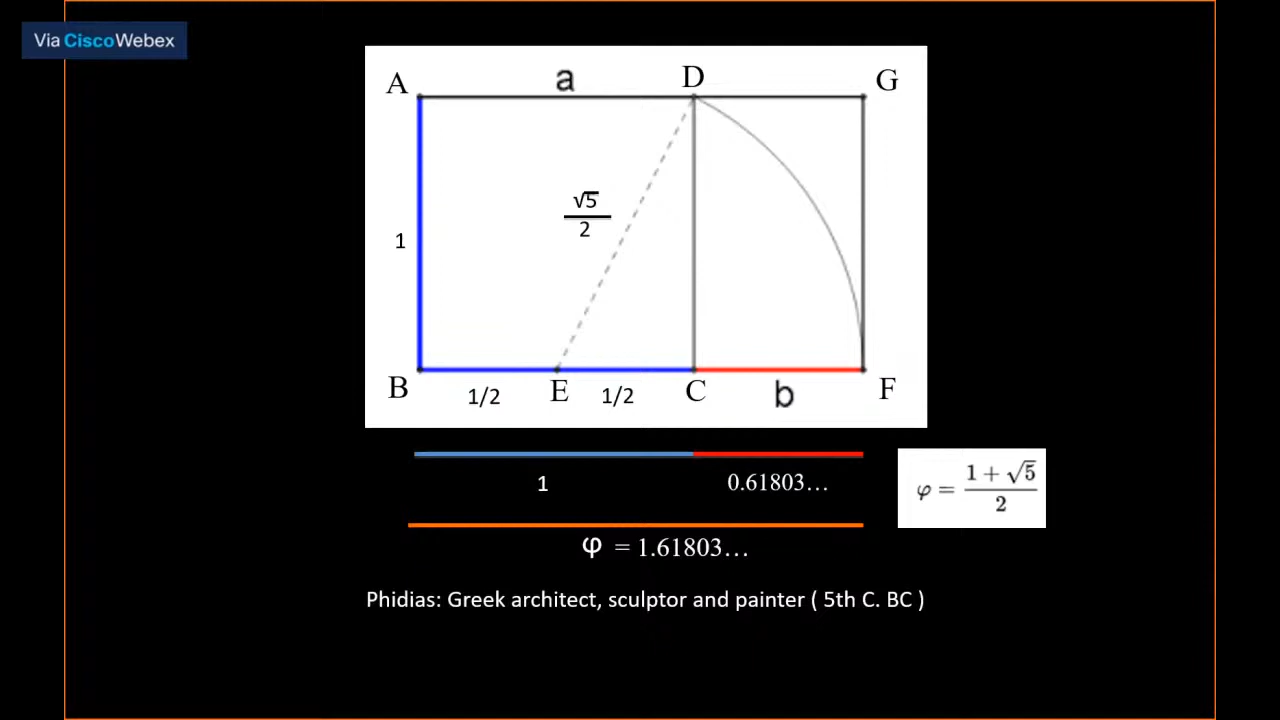 Via CiscoWebex
A a D G
√5
2
1
B 1/2 E 1/2 C b F
1 0.61803...
φ = 1+√5
2
φ = 1.61803...
Phidias: Greek architect, sculptor and painter ( 5th C. BC )